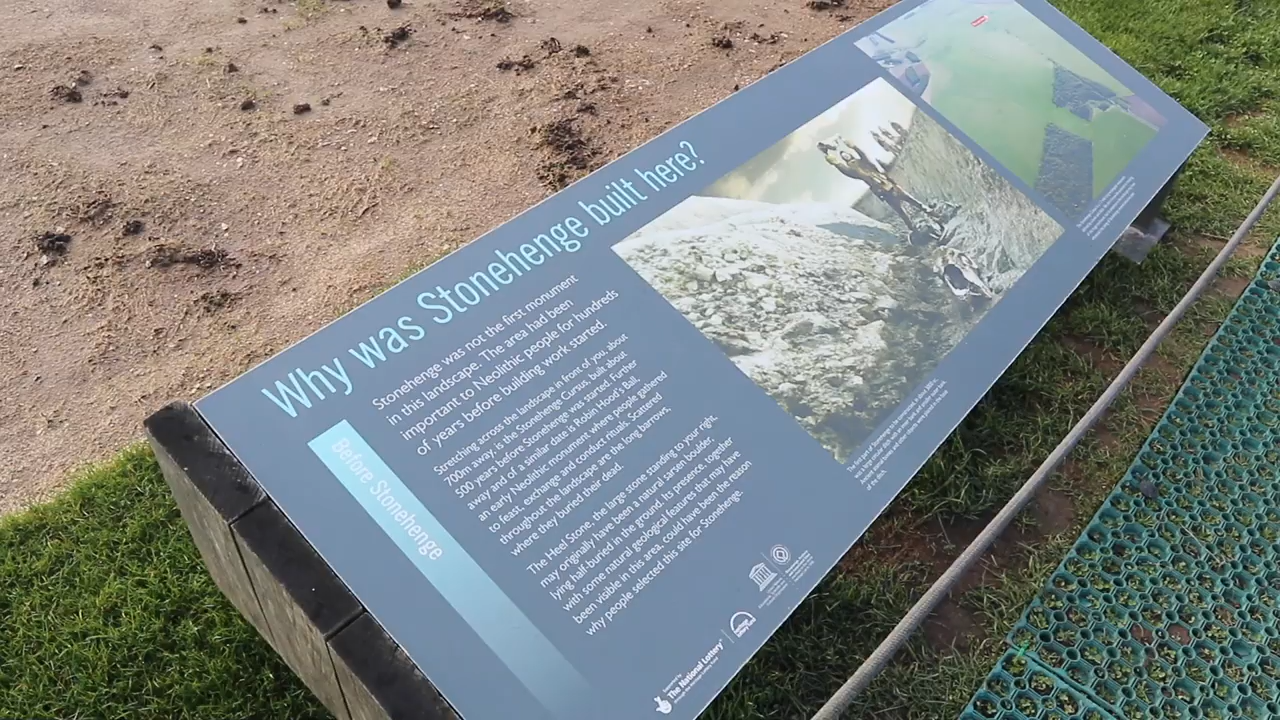 Why was Stonehenge built here?
Before Stonehenge
Stonehenge was not the first monument
in this landscape. The area had been
important to Neolithic people for hundreds
of years before building work started.
Stretching across the landscape in front of you, about
700m away, is the Stonehenge Cursus, built about
500 years before Stonehenge was started. Further
away and of a similar date is Robin Hood's Ball,
an early Neolithic monument where people gathered
to feast, exchange and conduct rituals. Scattered
throughout the landscape are the long barrows,
where they buried their dead.
The Heel Stone, the large stone standing to your right,
may originally have been a natural sarsen boulder,
lying half-buried in the ground. Its presence, together
with some natural geological features that may have
been visible in this area, could have been the reason
why people selected this site for Stonehenge.
Supported by
The National Lottery